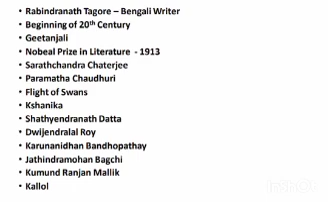 • Rabindranath Tagore – Bengali Writer
• Beginning of 20th Century
• Geetanjali
• Nobeal Prize in Literature - 1913
• Sarathchandra Chaterjee
• Paramatha Chaudhuri
• Flight of Swans
• Kshanika
• Shathyendranath Datta
• Dwijendralal Roy
• Karunanidhan Bandhopathay
• Jathindramohan Bagchi
• Kumund Ranjan Mallik
• Kallol